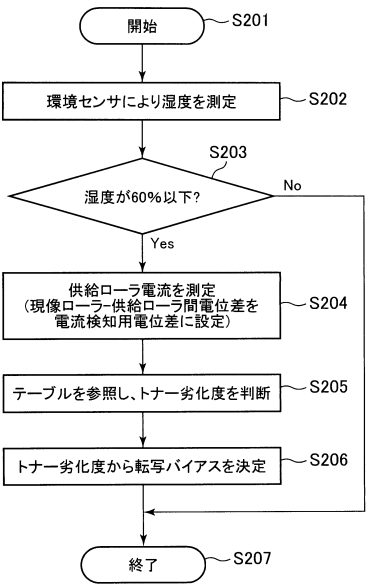 開始
S201
環境センサにより湿度を測定
S202
S203
湿度が60%以下?
No
Yes
供給ローラ電流を測定
(現像ローラ-供給ローラ間電位差を
電流検知用電位差に設定)
S204
テーブルを参照し、トナー劣化度を判断
S205
トナー劣化度から転写バイアスを決定
S206
終了
S207